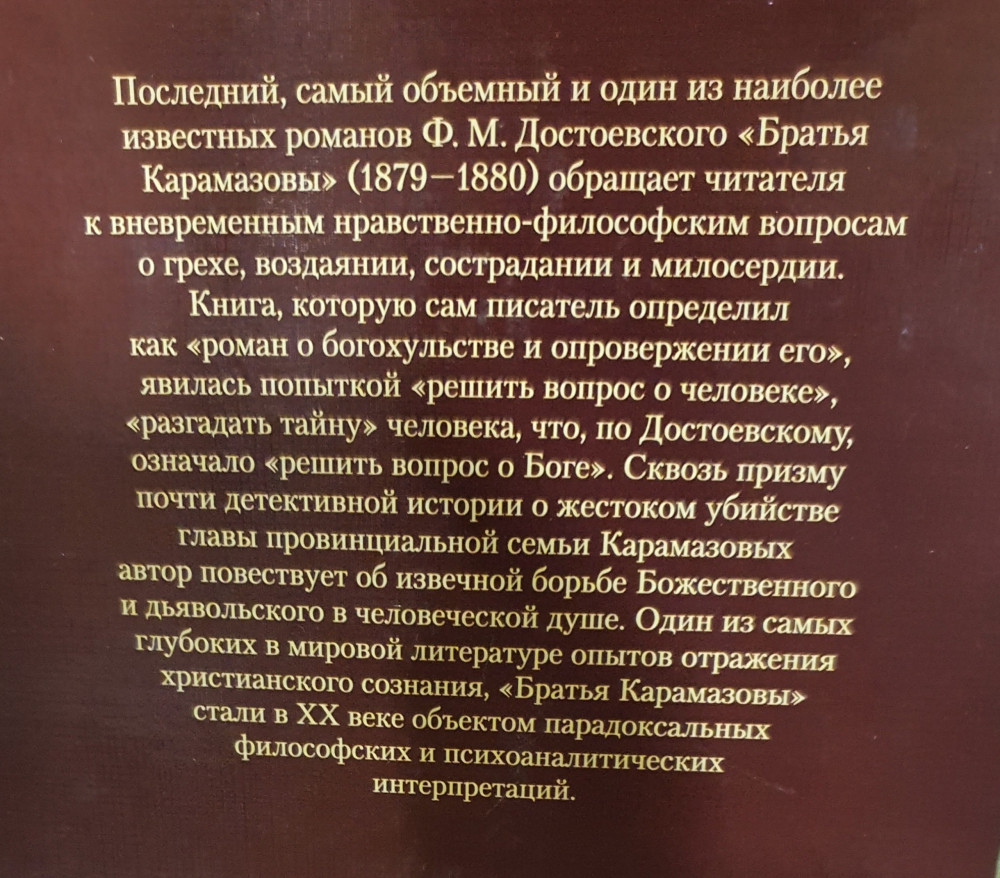 Последний, самый объемный и один из наиболее
известных романов Ф. М. Достоевского «Братья
Карамазовы» (1879–1880) обращает читателя
к вневременным нравственно-философским вопросам
о грехе, воздаянии, сострадании и милосердии.
Книга, которую сам писатель определил
как «роман о богохульстве и опровержении его»,
явилась попыткой «решить вопрос о человеке»,
«разгадать тайну» человека, что, по Достоевскому,
означало «решить вопрос о Боге». Сквозь призму
почти детективной истории о жестоком убийстве
главы провинциальной семьи Карамазовых
автор повествует об извечной борьбе Божественного
и дьявольского в человеческой душе. Один из самых
глубоких в мировой литературе опытов отражения
христианского сознания, «Братья Карамазовы»
стали в XX веке объектом парадоксальных
философских и психоаналитических
интерпретаций.